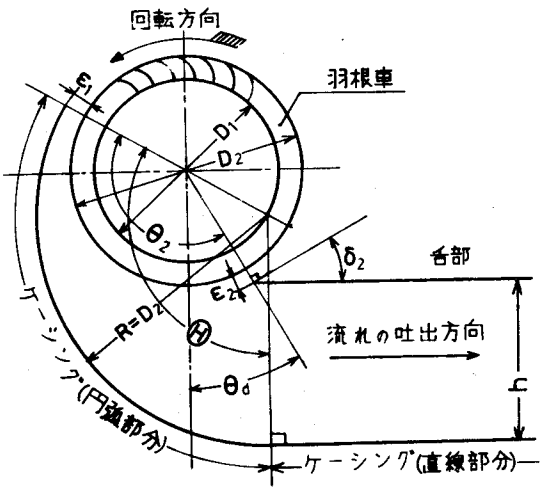 回転方向
羽根車
ε₁
D₁
D₂
θ₂
δ₂
舌部
ε₂
R=D₂
Ⓗ
流れの吐出方向
h
θd
ケーシング(円弧部分)
ケーシング(直線部分)